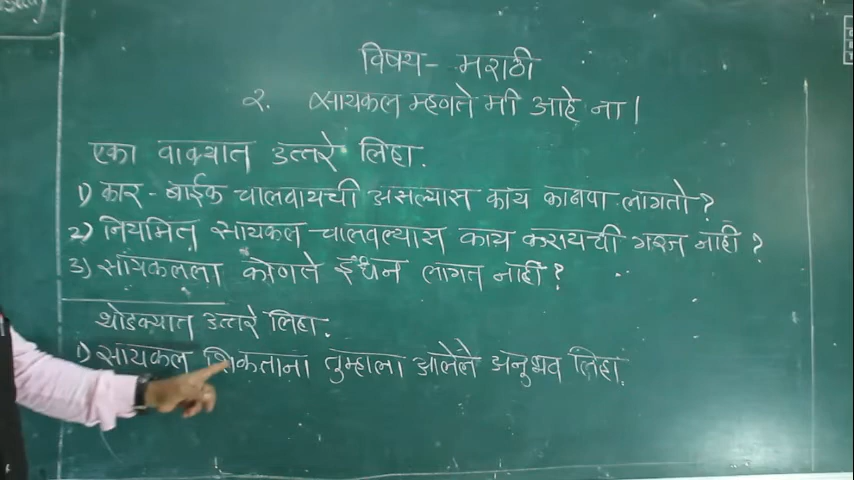 विषय- मराठी
२. सायकल म्हणते मी आहे ना।
एका वाक्यात उत्तरे लिहा.
१) कार-बाईक चालवायची असल्यास काय लागतो?
२) नियमित सायकल चालवल्यास काय करायची गरज नाही?
३) सायकलला कोणते इंधन लागत नाही?
थोडक्यात उत्तरे लिहा.
१) सायकल शिकताना तुम्हाला आलेले अनुभव लिहा.